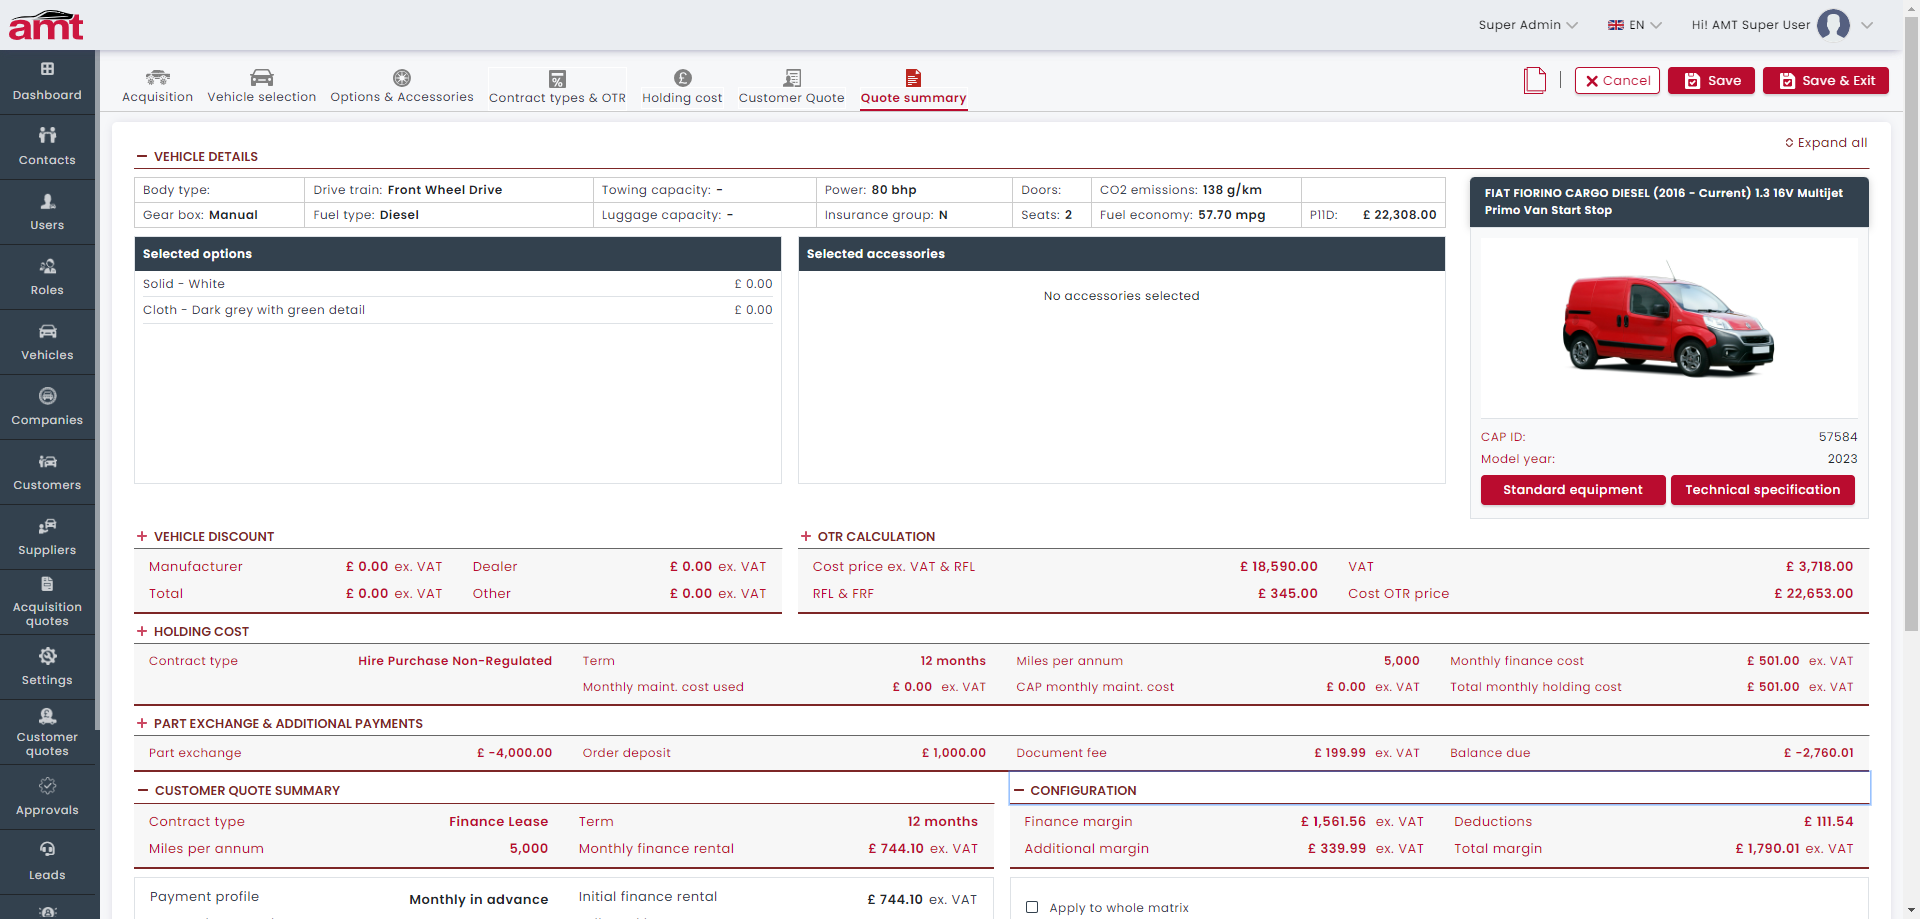 amt
Super Admin
EN
Hi! AMT Super User
Dashboard
Contacts
Users
Roles
Vehicles
Companies
Customers
Suppliers
Acquisition
quotes
Settings
Customer
quotes
Approvals
Leads
Acquisition
Vehicle selection
Options & Accessories
Contract types & OTR
Holding cost
Customer Quote
Quote summary
Cancel
Save
Save & Exit
Expand all
VEHICLE DETAILS
Body type: Drive train: Front Wheel Drive Towing capacity: - Power: 80 bhp Doors: CO2 emissions: 138 g/km
Gear box: Manual Fuel type: Diesel Luggage capacity: - Insurance group: N Seats: 2 Fuel economy: 57.70 mpg P11D: £ 22,308.00
FIAT FIORINO CARGO DIESEL (2016 - Current) 1.3 16V Multijet
Primo Van Start Stop
Selected options
Solid - White £ 0.00
Cloth - Dark grey with green detail £ 0.00
Selected accessories
No accessories selected
CAP ID: 57584
Model year: 2023
Standard equipment
Technical specification
VEHICLE DISCOUNT
Manufacturer £ 0.00 ex. VAT Dealer £ 0.00 ex. VAT
Total £ 0.00 ex. VAT Other £ 0.00 ex. VAT
OTR CALCULATION
Cost price ex. VAT & RFL £ 18,590.00 VAT £ 3,718.00
RFL & FRF £ 345.00 Cost OTR price £ 22,653.00
HOLDING COST
Contract type Hire Purchase Non-Regulated Term 12 months Miles per annum 5,000 Monthly finance cost £ 501.00 ex. VAT
Monthly maint. cost used £ 0.00 ex. VAT CAP monthly maint. cost £ 0.00 ex. VAT Total monthly holding cost £ 501.00 ex. VAT
PART EXCHANGE & ADDITIONAL PAYMENTS
Part exchange £ -4,000.00 Order deposit £ 1,000.00 Document fee £ 199.99 ex. VAT Balance due £ -2,760.01
CUSTOMER QUOTE SUMMARY
Contract type Finance Lease Term 12 months
Miles per annum 5,000 Monthly finance rental £ 744.10 ex. VAT
Payment profile Monthly in advance Initial finance rental £ 744.10 ex. VAT
CONFIGURATION
Finance margin £ 1,561.56 ex. VAT Deductions £ 111.54
Additional margin £ 339.99 ex. VAT Total margin £ 1,790.01 ex. VAT
Apply to whole matrix